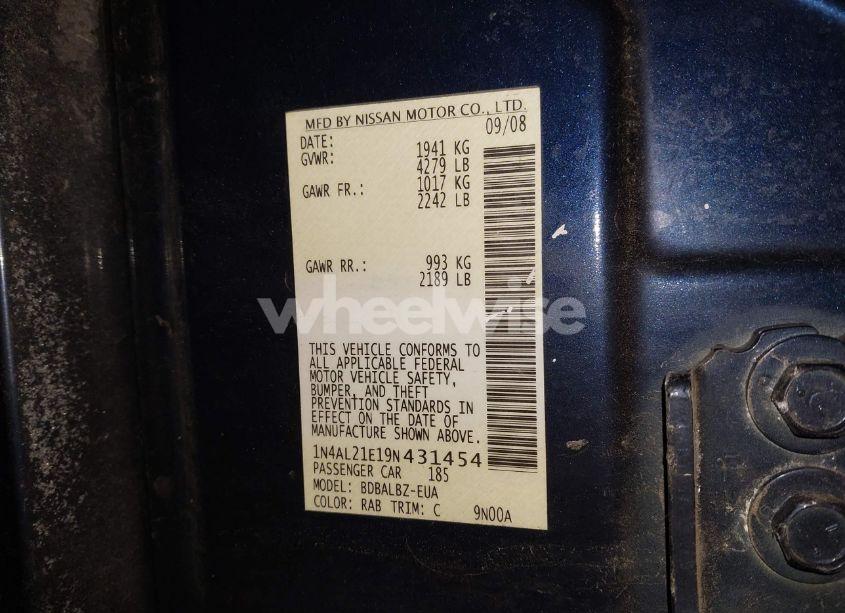 MFD BY NISSAN MOTOR CO., LTD.
DATE: 09/08
GVWR: 1941 KG
4279 LB
GAWR FR.: 1017 KG
2242 LB
GAWR RR.: 993 KG
2189 LB
wheelwise
THIS VEHICLE CONFORMS TO
ALL APPLICABLE FEDERAL
MOTOR VEHICLE SAFETY,
BUMPER, AND THEFT
PREVENTION STANDARDS IN
EFFECT ON THE DATE OF
MANUFACTURE SHOWN ABOVE.
1N4AL21E19N431454
PASSENGER CAR 185
MODEL: BDBALBZ-EUA
COLOR: RAB TRIM: C 9N00A